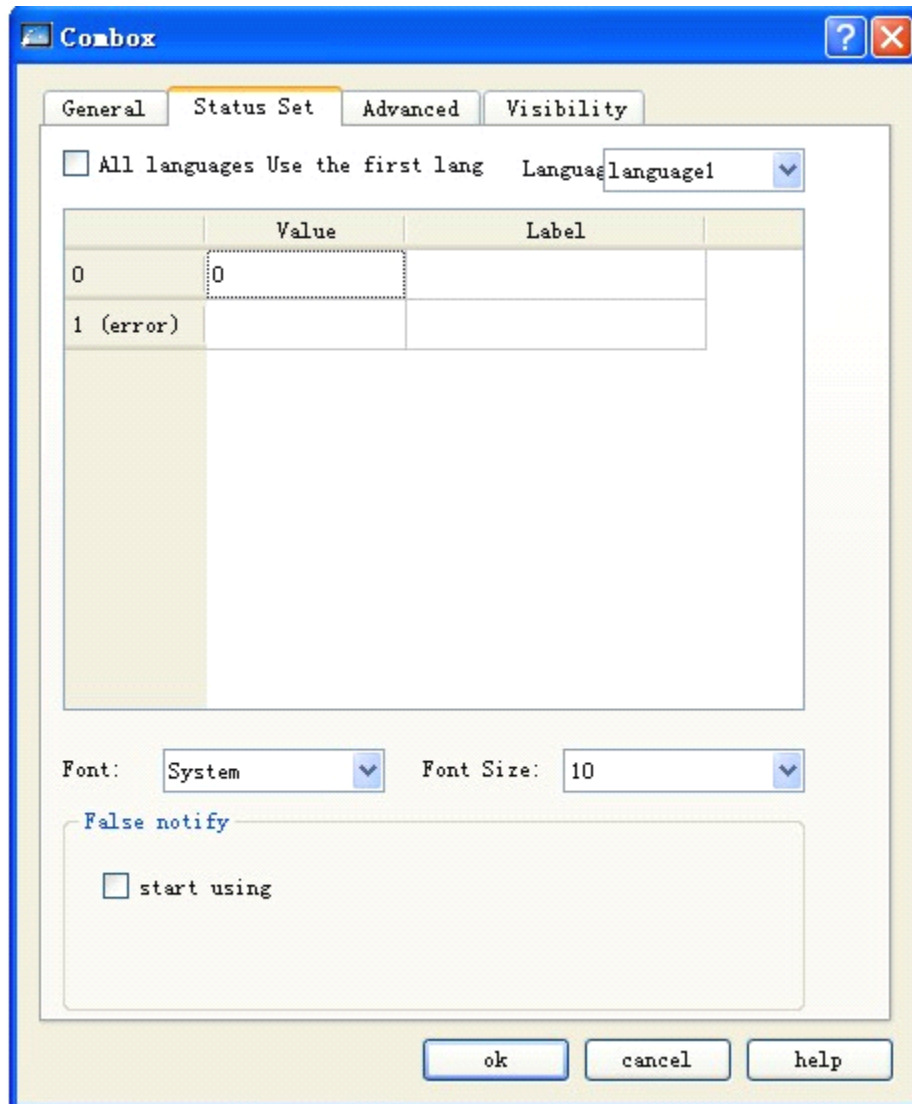 Combox
General Status Set Advanced Visibility
All languages Use the first lang Languag language1
Value Label
0 0
1 (error)
Font: System Font Size: 10
False notify
start using
ok cancel help